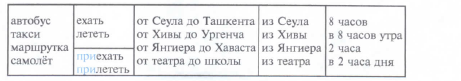 автобус ехать от Сеула до Ташкента из Сеула 8 часов
такси лететь от Хивы до Ургенча из Хивы в 8 часов утра
маршрутка от Янгиера до Хаваста из Янгиера 2 часа
самолёт приехать от театра до школы из театра в 2 часа дня
прилететь